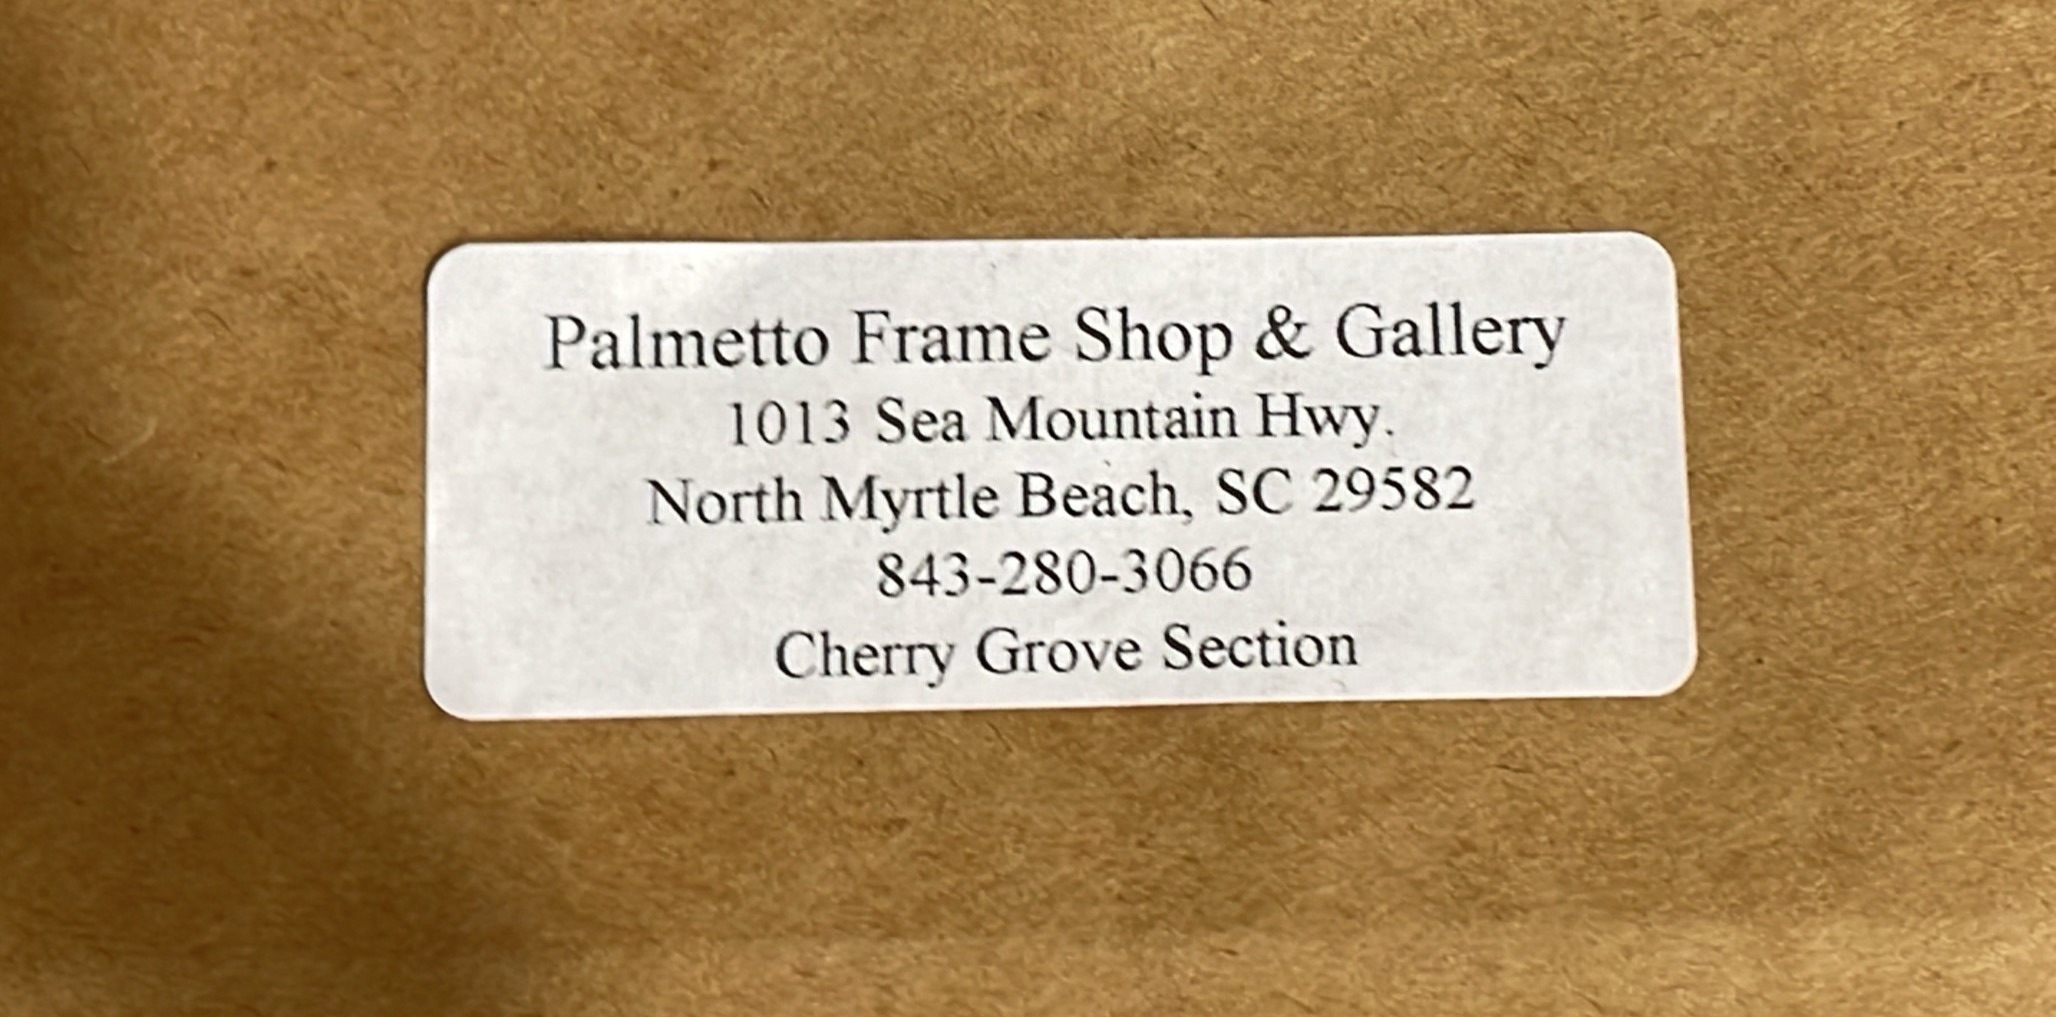 Palmetto Frame Shop & Gallery
1013 Sea Mountain Hwy.
North Myrtle Beach, SC 29582
843-280-3066
Cherry Grove Section